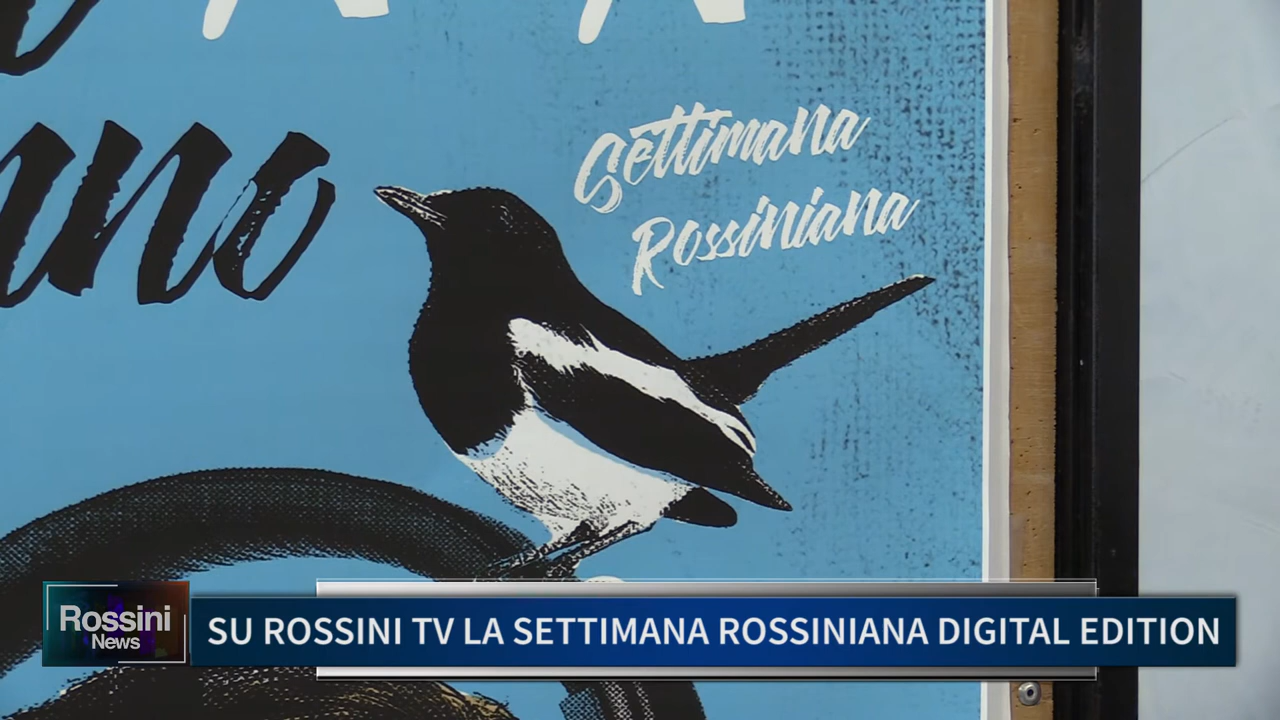 Settimana
Rossiniana
Rossini
News
SU ROSSINI TV LA SETTIMANA ROSSINIANA DIGITAL EDITION